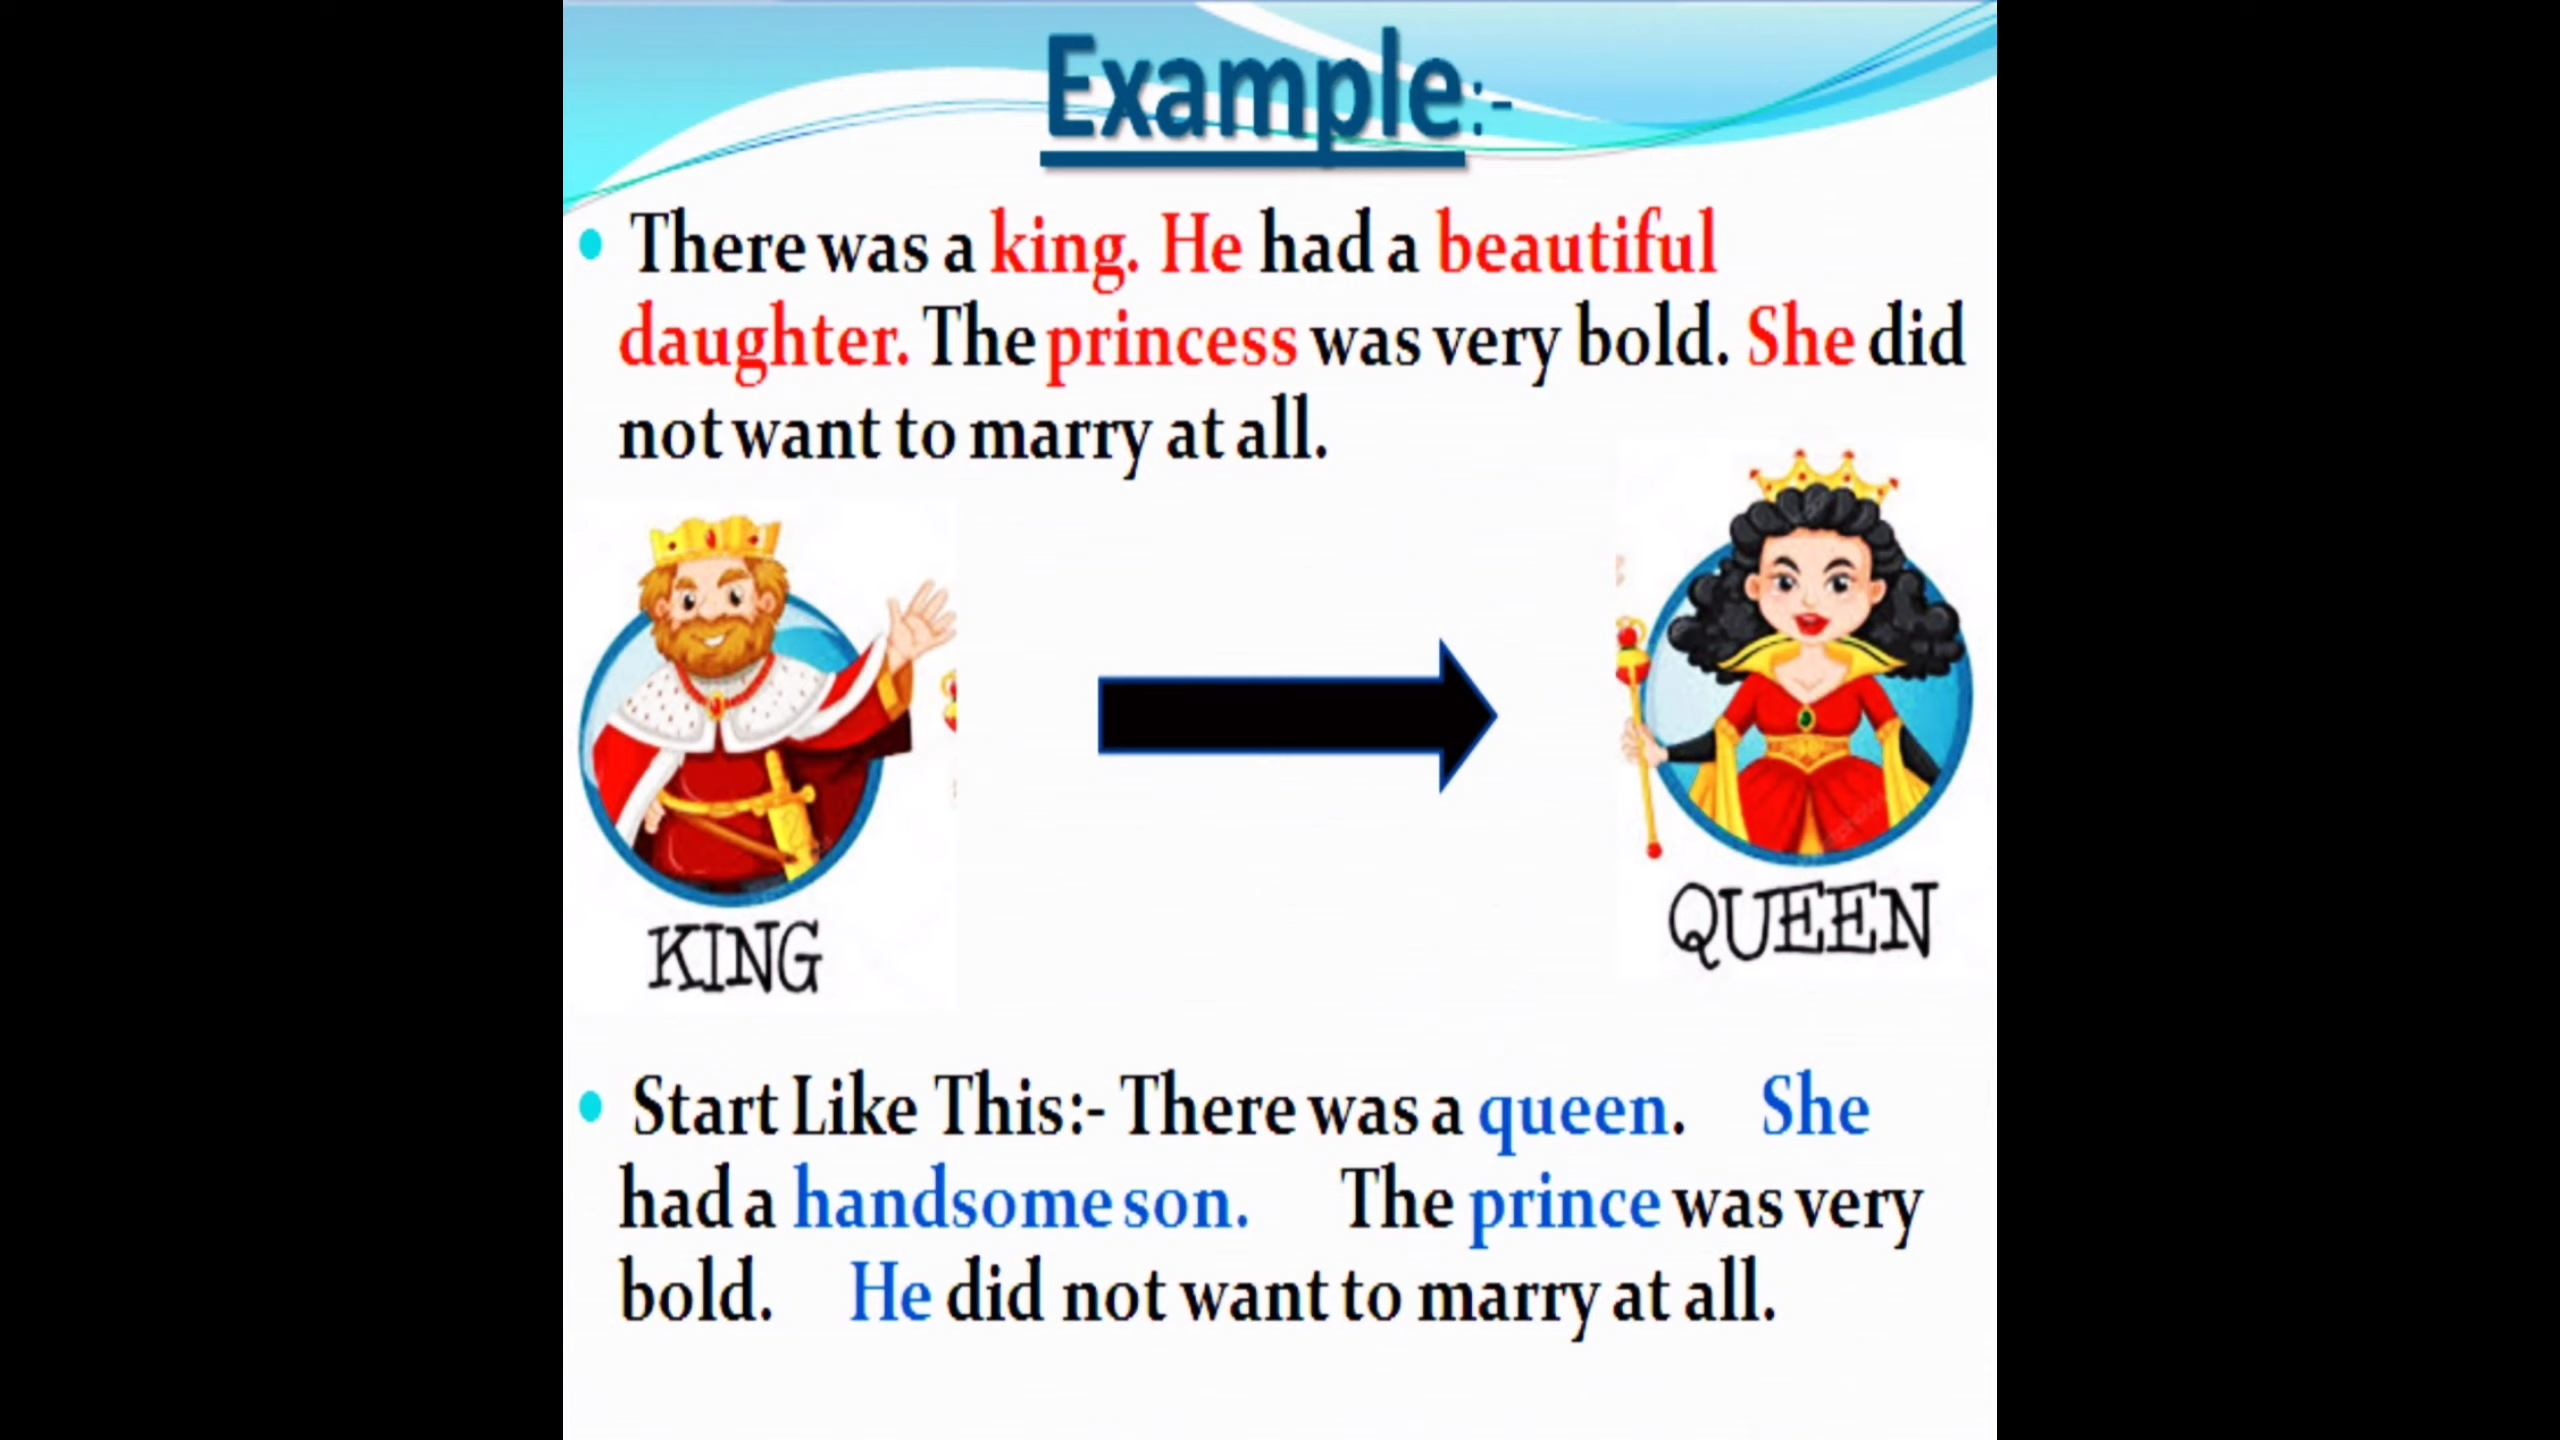 Example:-
There was a king. He had a beautiful
daughter. The princess was very bold. She did
not want to marry at all.
KING
QUEEN
Start Like This:- There was a queen. She
had a handsome son. The prince was very
bold. He did not want to marry at all.